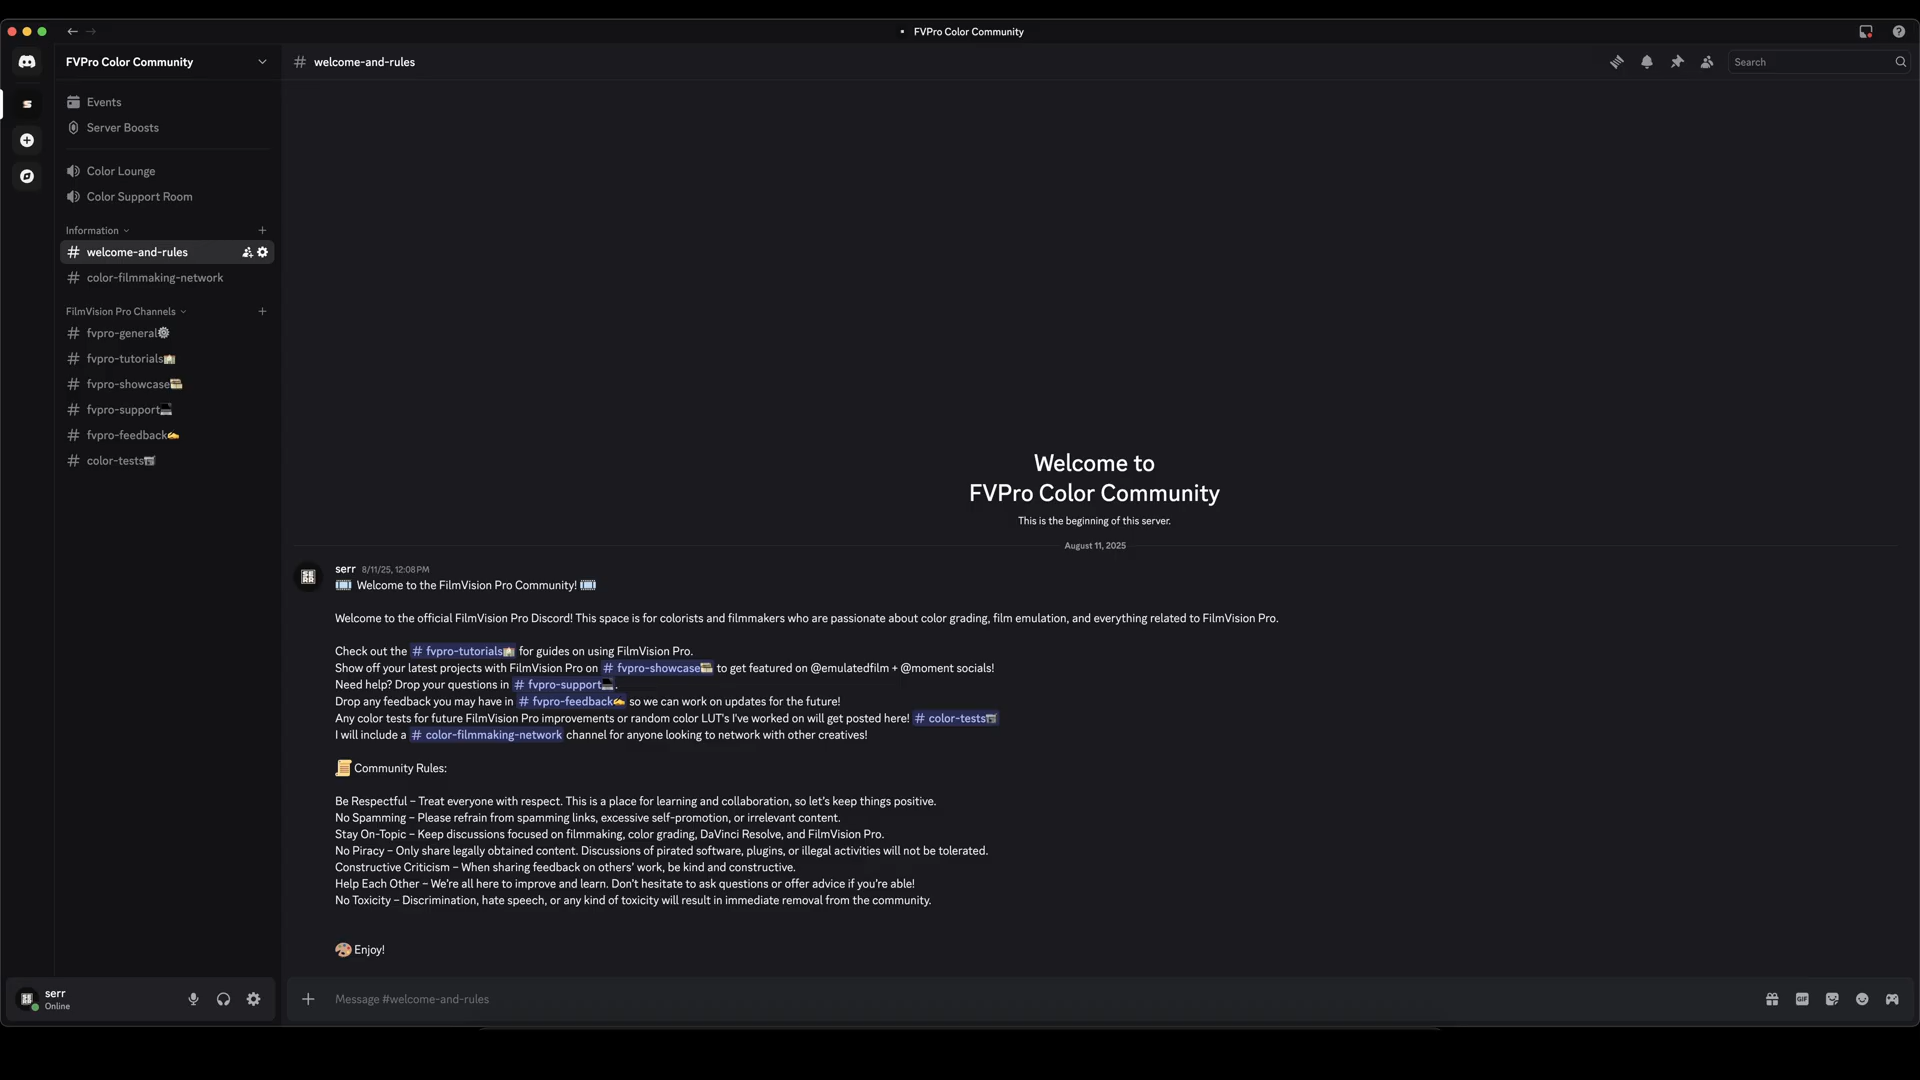 FVPro Color Community
FVPro Color Community
Events
Server Boosts
Color Lounge
Color Support Room
Information
welcome-and-rules
color-filmmaking-network
FilmVision Pro Channels
fvpro-general
fvpro-tutorials
fvpro-showcase
fvpro-support
fvpro-feedback
color-tests
serr
Online
# welcome-and-rules
Search
Welcome to
FVPro Color Community
This is the beginning of this server.
August 11, 2025
serr 8/11/25, 12:08 PM
Welcome to the FilmVision Pro Community!
Welcome to the official FilmVision Pro Discord! This space is for colorists and filmmakers who are passionate about color grading, film emulation, and everything related to FilmVision Pro.
Check out the # fvpro-tutorials for guides on using FilmVision Pro.
Show off your latest projects with FilmVision Pro on # fvpro-showcase to get featured on @emulatedfilm + @moment socials!
Need help? Drop your questions in # fvpro-support.
Drop any feedback you may have in # fvpro-feedback so we can work on updates for the future!
Any color tests for future FilmVision Pro improvements or random color LUT's I've worked on will get posted here! # color-tests
I will include a # color-filmmaking-network channel for anyone looking to network with other creatives!
Community Rules:
Be Respectful – Treat everyone with respect. This is a place for learning and collaboration, so let's keep things positive.
No Spamming – Please refrain from spamming links, excessive self-promotion, or irrelevant content.
Stay On-Topic – Keep discussions focused on filmmaking, color grading, DaVinci Resolve, and FilmVision Pro.
No Piracy – Only share legally obtained content. Discussions of pirated software, plugins, or illegal activities will not be tolerated.
Constructive Criticism – When sharing feedback on others' work, be kind and constructive.
Help Each Other – We're all here to improve and learn. Don't hesitate to ask questions or offer advice if you're able!
No Toxicity – Discrimination, hate speech, or any kind of toxicity will result in immediate removal from the community.
Enjoy!
Message #welcome-and-rules
GIF